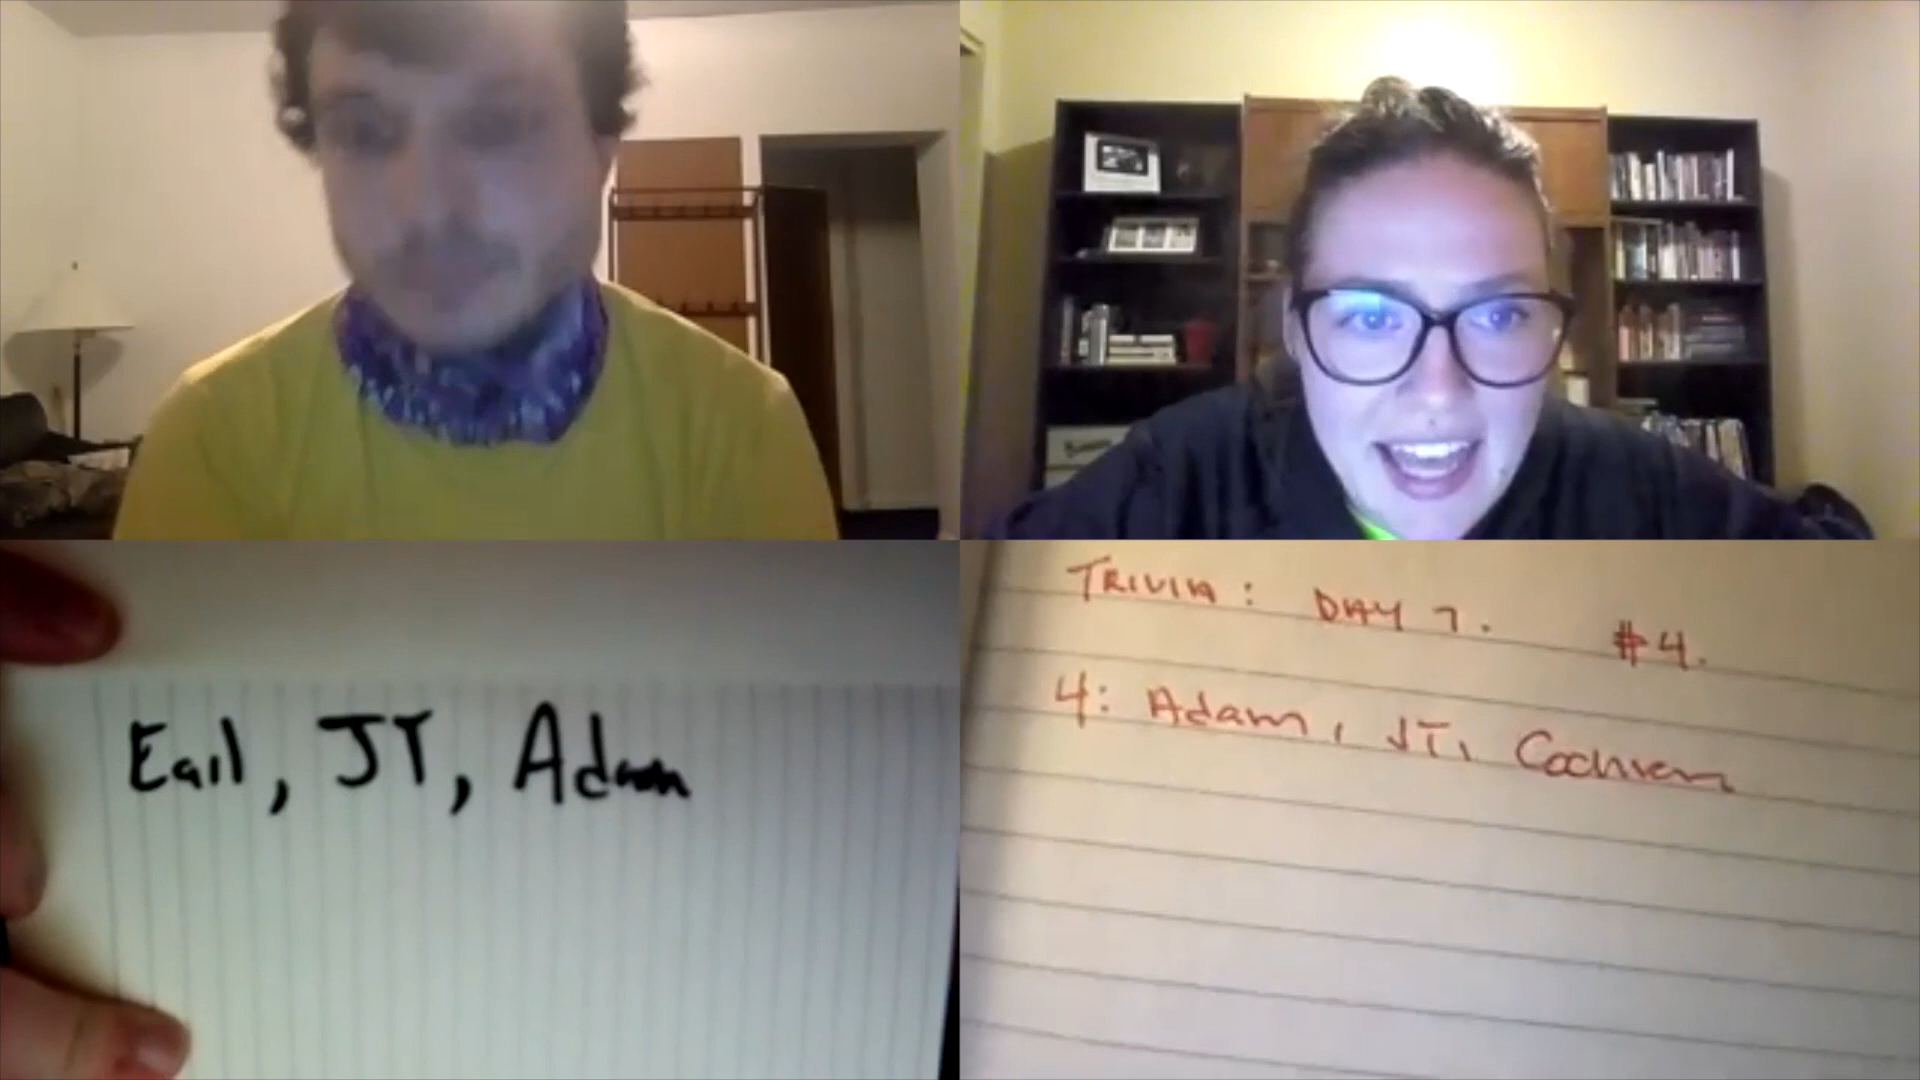 Earl, JT, Adam
TRIVIA: DAY 7. #4.
4: Adam, JT, Cochran